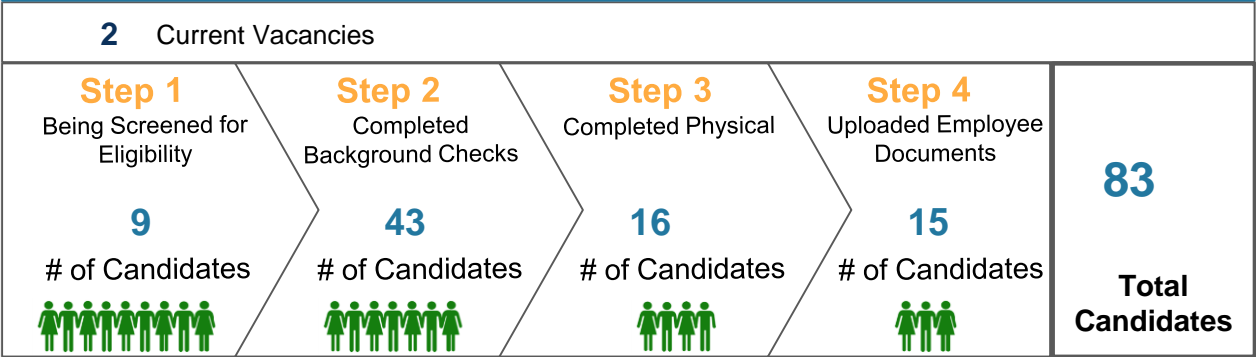 2 Current Vacancies
Step 1
Being Screened for
Eligibility
9
# of Candidates
Step 2
Completed
Background Checks
43
# of Candidates
Step 3
Completed Physical
16
# of Candidates
Step 4
Uploaded Employee
Documents
15
# of Candidates
83
Total
Candidates